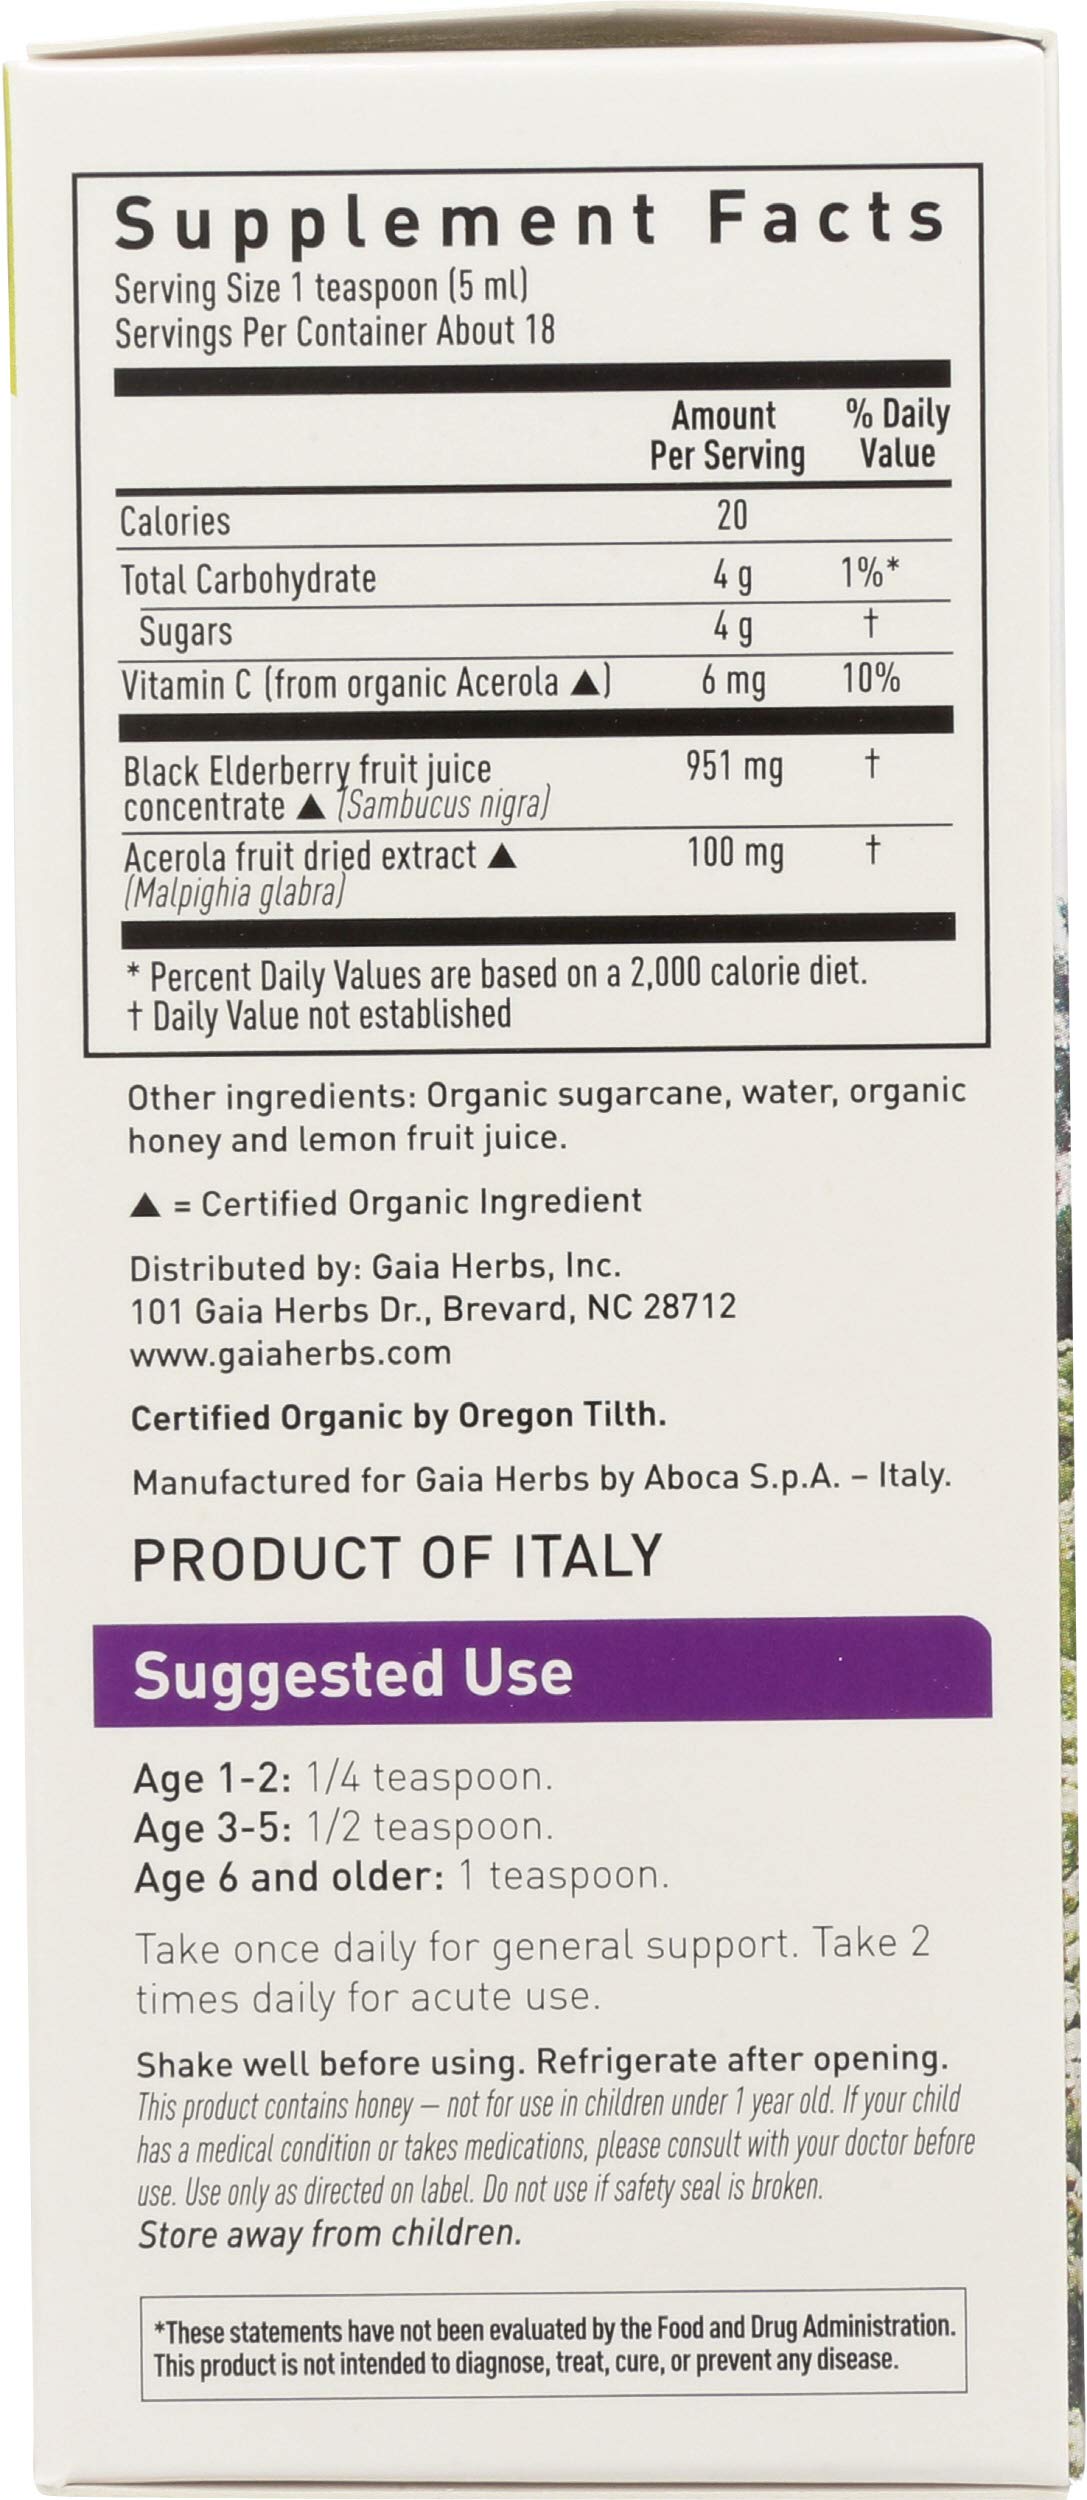 Supplement Facts
Serving Size 1 teaspoon (5 ml)
Servings Per Container About 18
Amount Per Serving % Daily Value
Calories 20
Total Carbohydrate 4 g 1%*
Sugars 4 g †
Vitamin C (from organic Acerola ▲) 6 mg 10%
Black Elderberry fruit juice 951 mg †
concentrate ▲ (Sambucus nigra)
Acerola fruit dried extract ▲ 100 mg †
(Malpighia glabra)
* Percent Daily Values are based on a 2,000 calorie diet.
† Daily Value not established
Other ingredients: Organic sugarcane, water, organic
honey and lemon fruit juice.
▲ = Certified Organic Ingredient
Distributed by: Gaia Herbs, Inc.
101 Gaia Herbs Dr., Brevard, NC 28712
www.gaiaherbs.com
Certified Organic by Oregon Tilth.
Manufactured for Gaia Herbs by Aboca S.p.A. – Italy.
PRODUCT OF ITALY
Suggested Use
Age 1-2: 1/4 teaspoon.
Age 3-5: 1/2 teaspoon.
Age 6 and older: 1 teaspoon.
Take once daily for general support. Take 2
times daily for acute use.
Shake well before using. Refrigerate after opening.
This product contains honey – not for use in children under 1 year old. If your child
has a medical condition or takes medications, please consult with your doctor before
use. Use only as directed on label. Do not use if safety seal is broken.
Store away from children.
*These statements have not been evaluated by the Food and Drug Administration.
This product is not intended to diagnose, treat, cure, or prevent any disease.